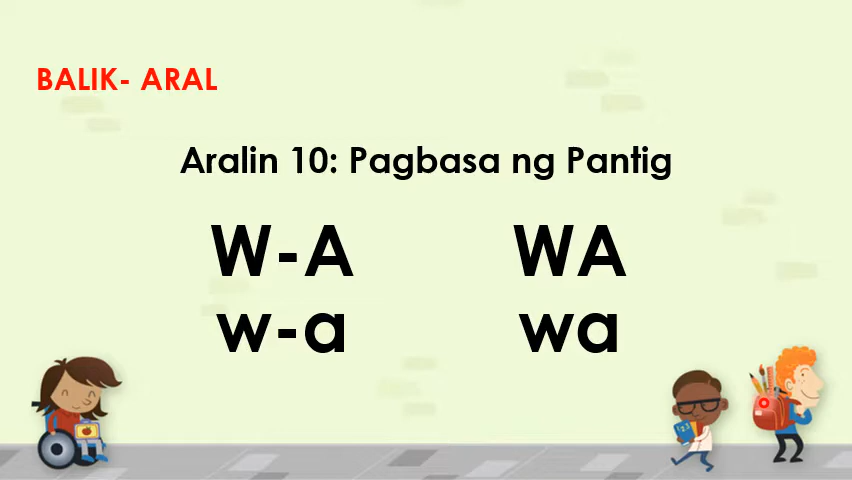 BALIK- ARAL
Aralin 10: Pagbasa ng Pantig
W-A WA
w-a wa